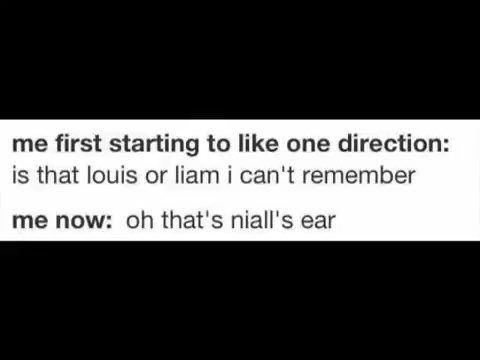 me first starting to like one direction:
is that louis or liam i can't remember
me now: oh that's niall's ear